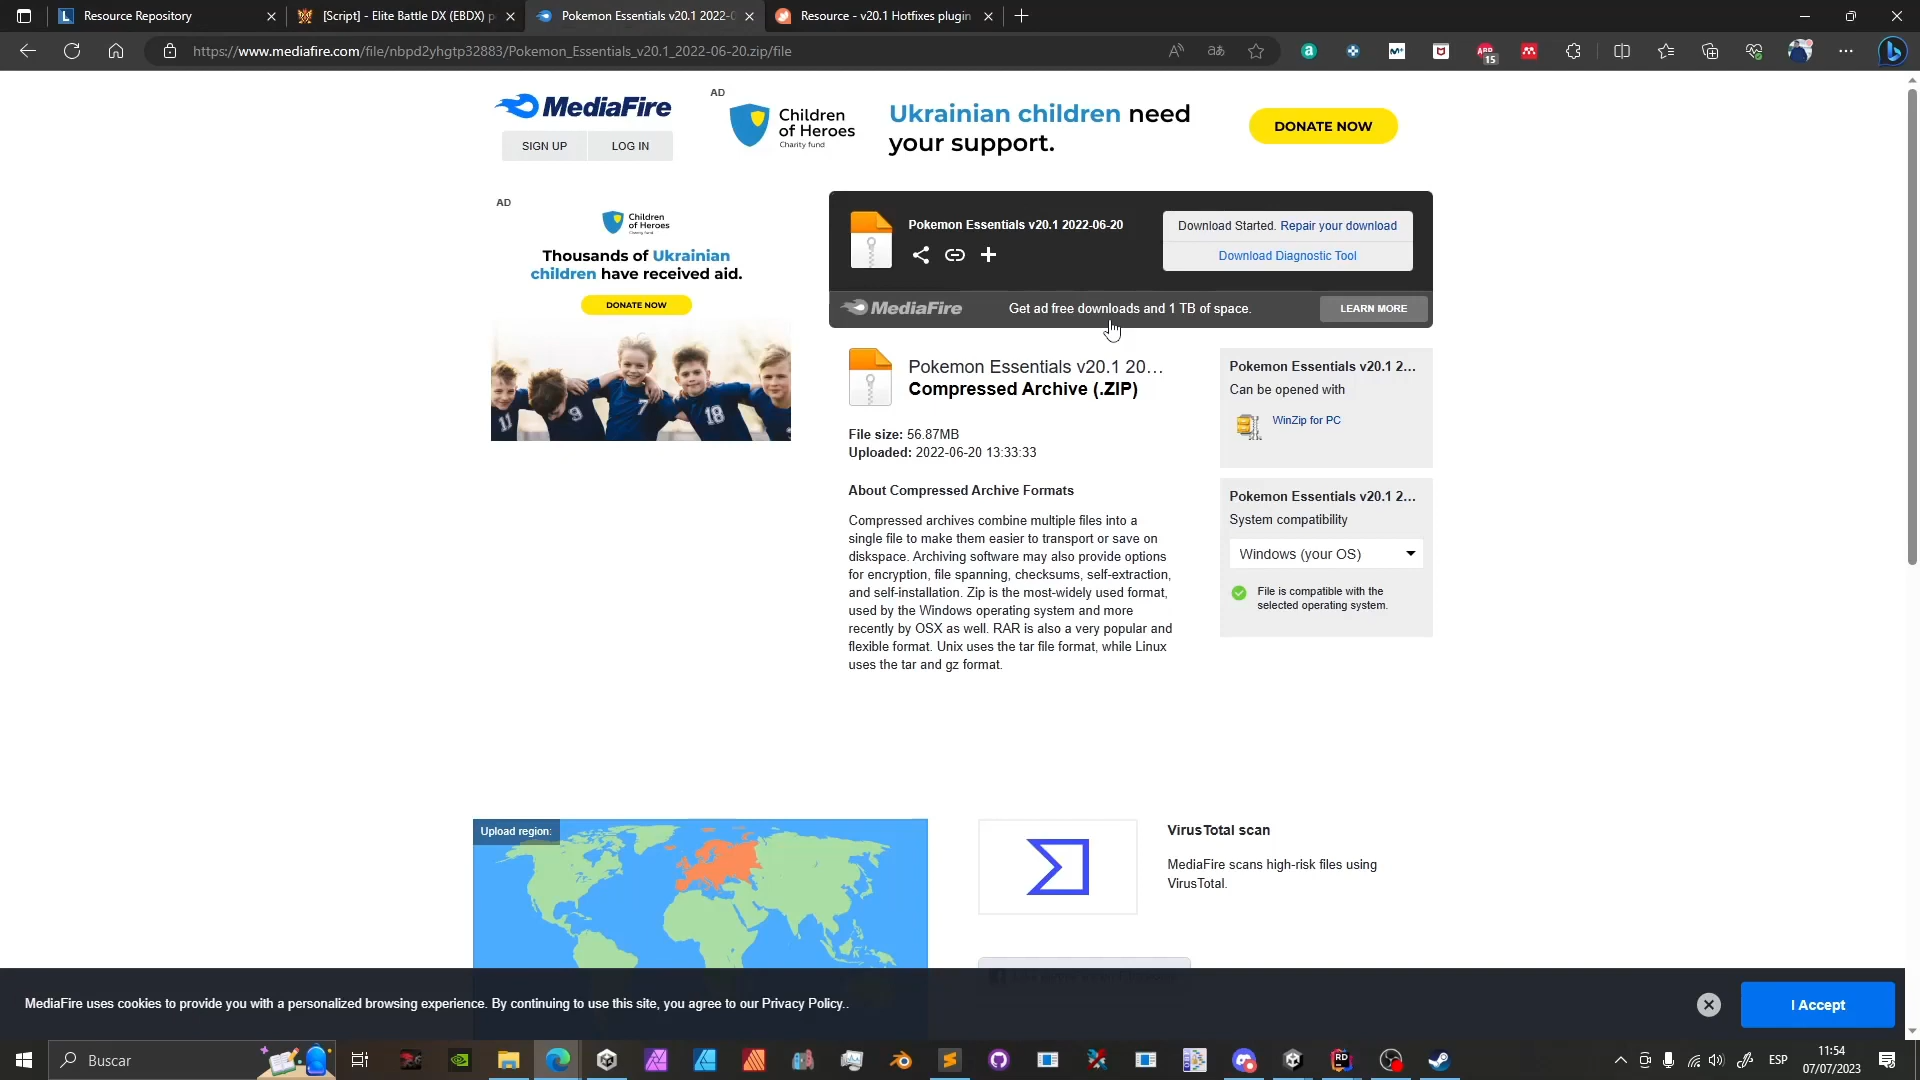 Resource Repository
[Script] - Elite Battle DX (EBDX) p
Pokemon Essentials v20.1 2022-0
Resource - v20.1 Hotfixes plugin
https://www.mediafire.com/file/nbpd2yhgtp32883/Pokemon_Essentials_v20.1_2022-06-20.zip/file
15
MediaFire
SIGN UP
LOG IN
AD
Children
of Heroes
Charity fund
Ukrainian children need
your support.
DONATE NOW
AD
Children
of Heroes
Thousands of Ukrainian
children have received aid.
DONATE NOW
Pokemon Essentials v20.1 2022-06-20
Download Started. Repair your download
Download Diagnostic Tool
MediaFire
Get ad free downloads and 1 TB of space.
LEARN MORE
Pokemon Essentials v20.1 20...
Compressed Archive (.ZIP)
File size: 56.87MB
Uploaded: 2022-06-20 13:33:33
About Compressed Archive Formats
Compressed archives combine multiple files into a
single file to make them easier to transport or save on
diskspace. Archiving software may also provide options
for encryption, file spanning, checksums, self-extraction,
and self-installation. Zip is the most-widely used format,
used by the Windows operating system and more
recently by OSX as well. RAR is also a very popular and
flexible format. Unix uses the tar file format, while Linux
uses the tar and gz format.
Pokemon Essentials v20.1 2...
Can be opened with
WinZip for PC
Pokemon Essentials v20.1 2...
System compatibility
Windows (your OS)
File is compatible with the
selected operating system.
Upload region:
VirusTotal scan
MediaFire scans high-risk files using
VirusTotal.
MediaFire uses cookies to provide you with a personalized browsing experience. By continuing to use this site, you agree to our Privacy Policy..
I Accept
Buscar
ESP
11:54
07/07/2023